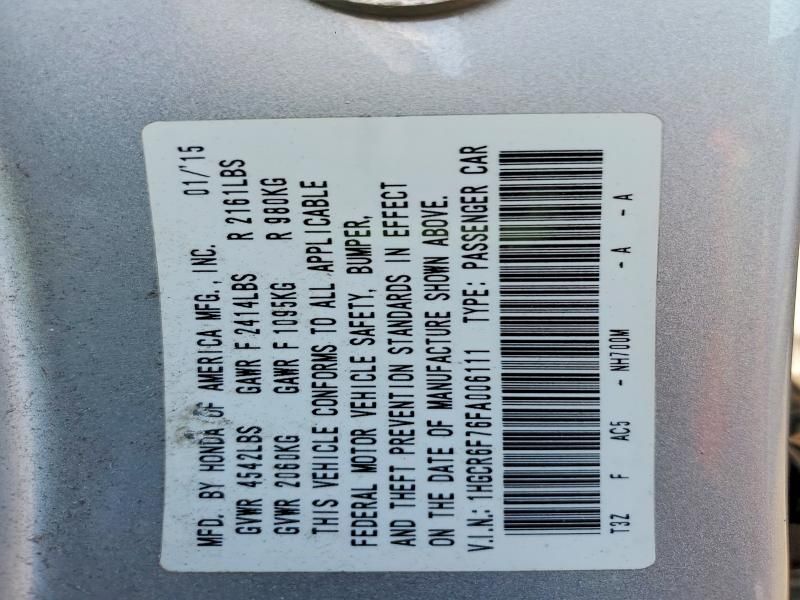 MFD. BY HONDA OF AMERICA MFG., INC. 01/'15
GVWR 4542LBS GAWR F 2414LBS R 2161LBS
GVWR 2060KG GAWR F 1095KG R 980KG
THIS VEHICLE CONFORMS TO ALL APPLICABLE
FEDERAL MOTOR VEHICLE SAFETY, BUMPER,
AND THEFT PREVENTION STANDARDS IN EFFECT
ON THE DATE OF MANUFACTURE SHOWN ABOVE.
V.I.N.: 1HGCR6F76FA006111 TYPE: PASSENGER CAR
T3Z F AC5 - NH700M - A - A